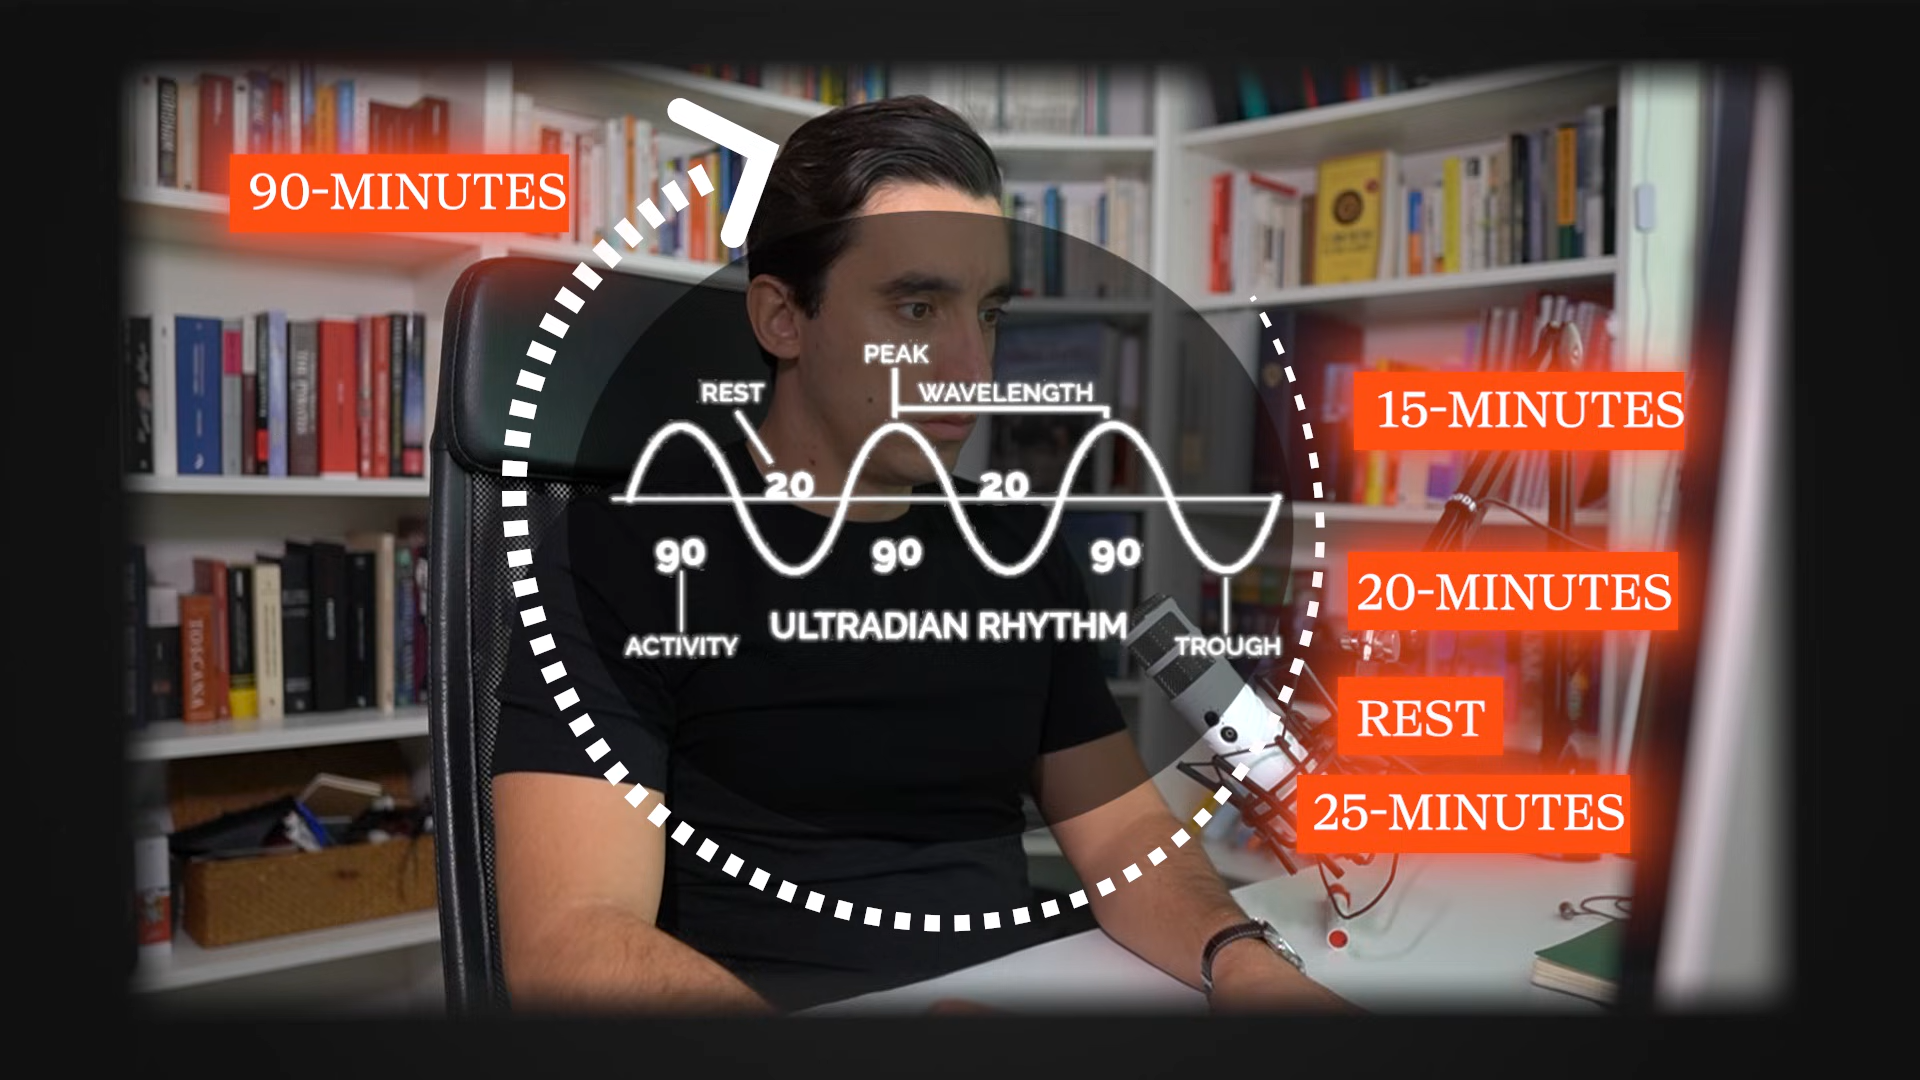 90-MINUTES
PEAK
REST
WAVELENGTH
15-MINUTES
20
20
90
90
90
ULTRADIAN RHYTHM
ACTIVITY
TROUGH
20-MINUTES
REST
25-MINUTES
TOSCANA